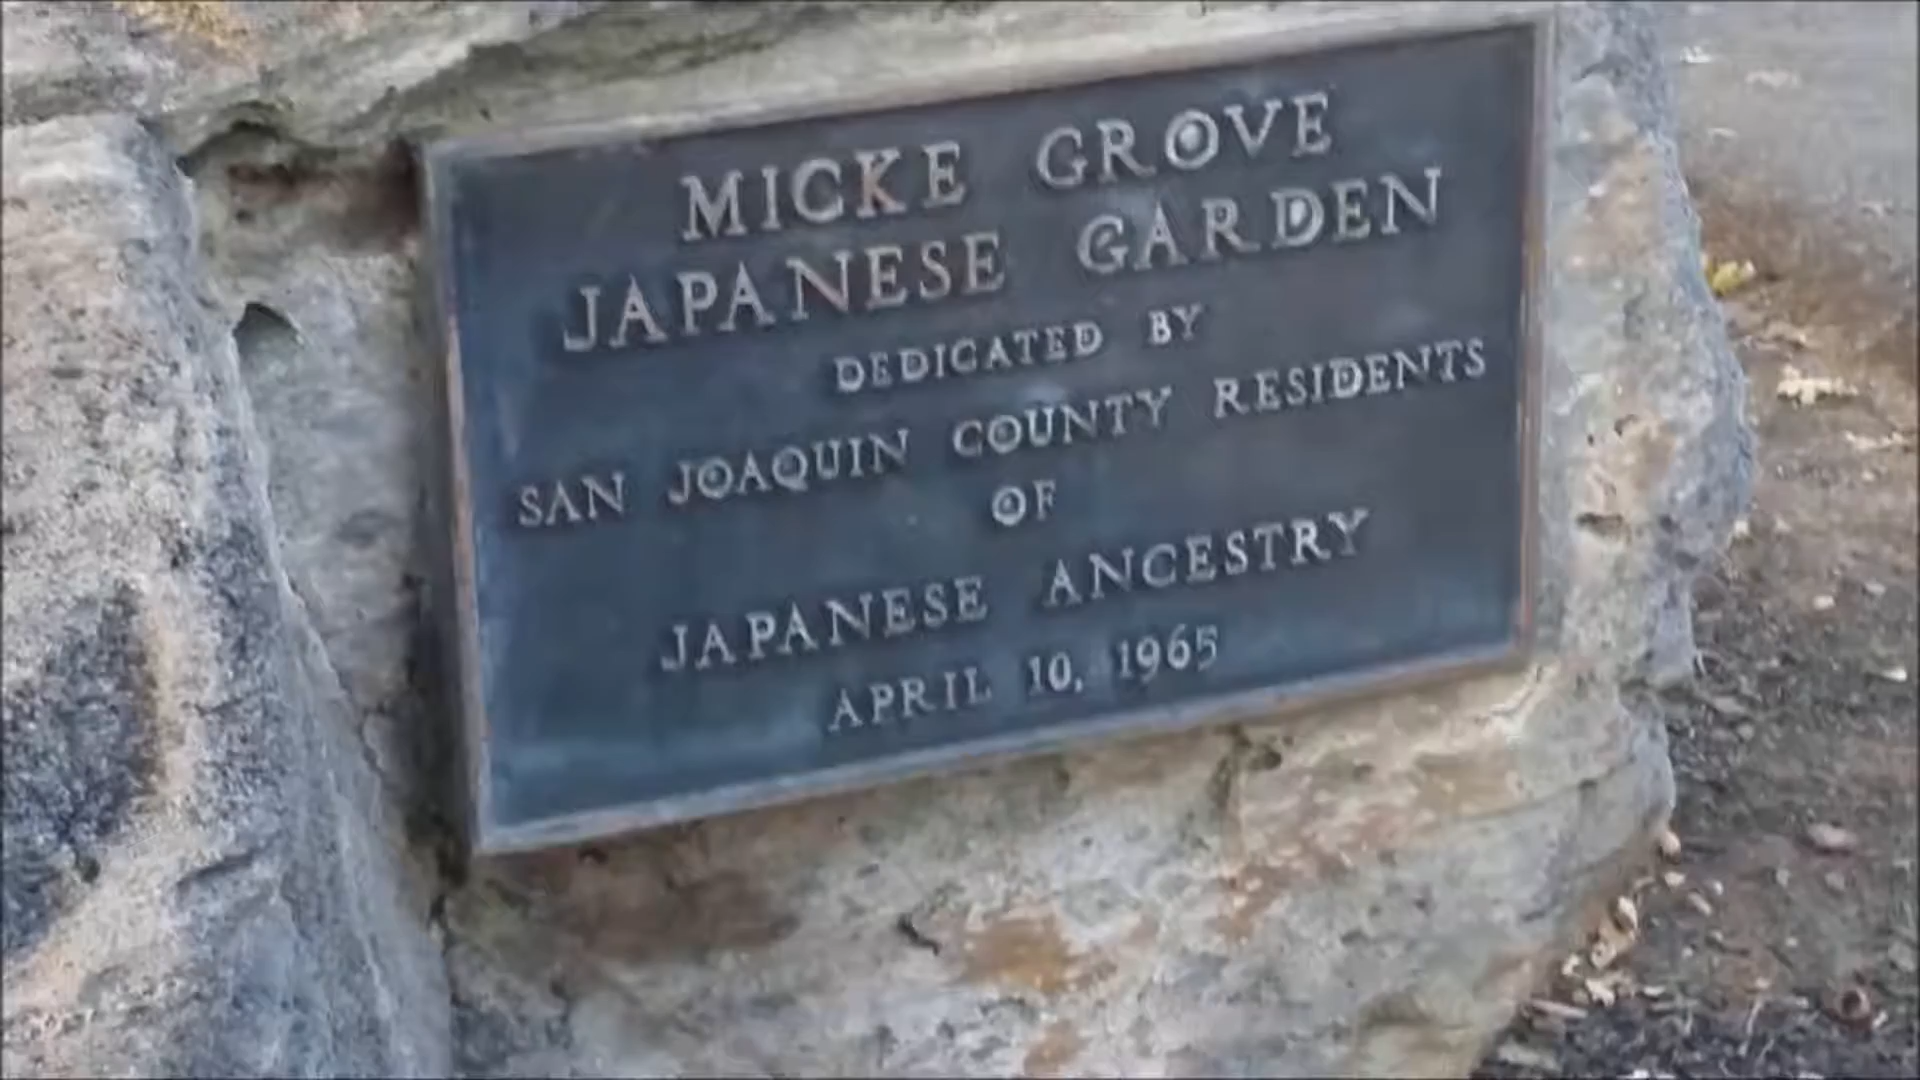 MICKE GROVE
JAPANESE GARDEN
DEDICATED BY
SAN JOAQUIN COUNTY RESIDENTS
OF
JAPANESE ANCESTRY
APRIL 10, 1965